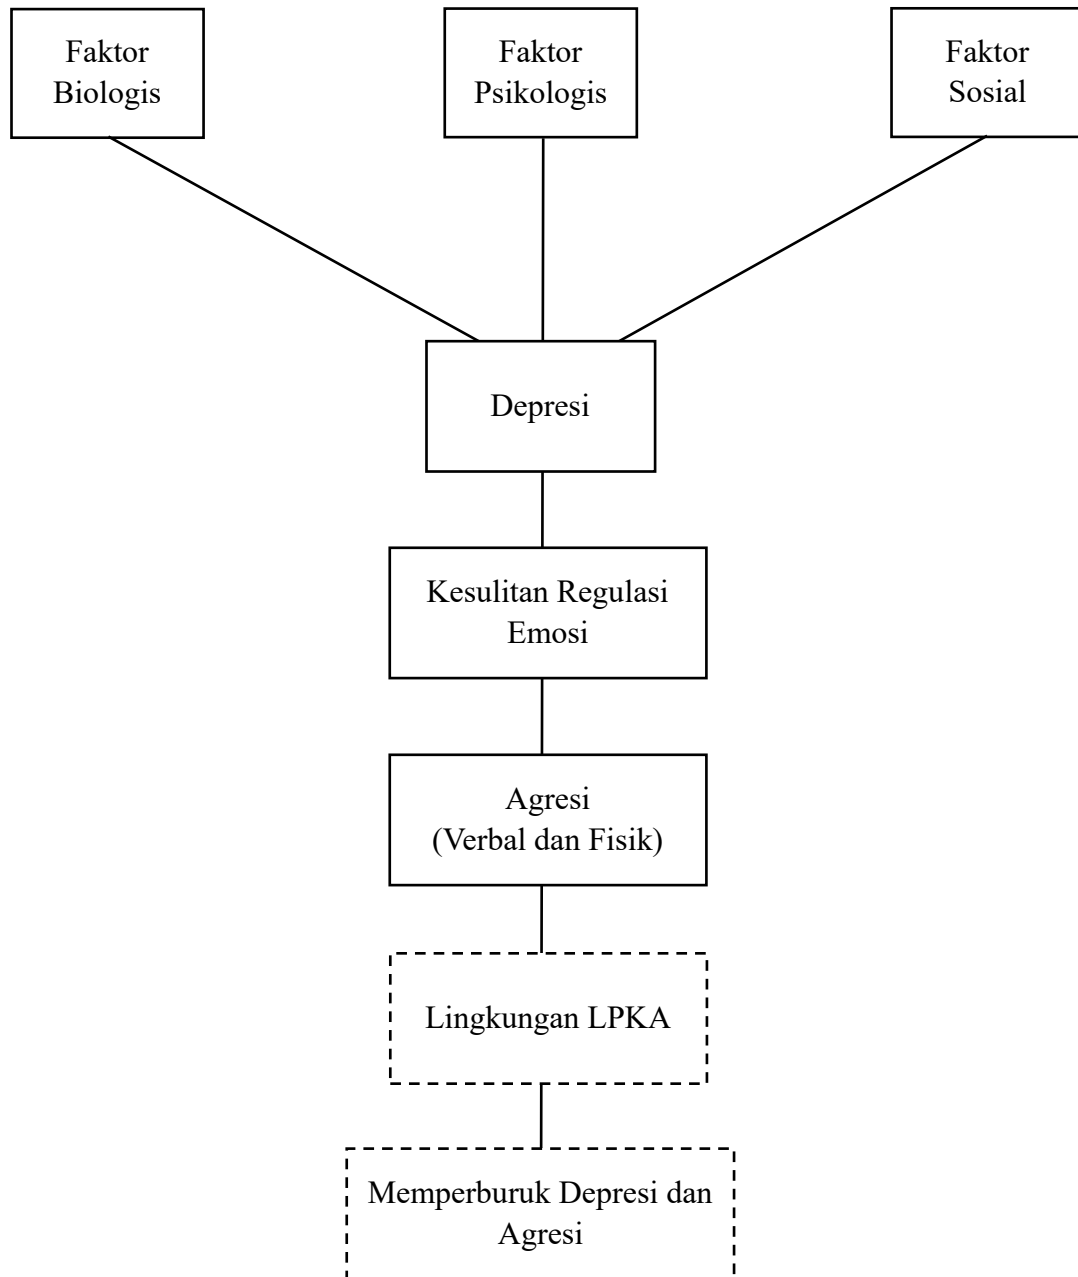 Faktor
Biologis
Faktor
Psikologis
Faktor
Sosial
Depresi
Kesulitan Regulasi
Emosi
Agresi
(Verbal dan Fisik)
Lingkungan LPKA
Memperburuk Depresi dan
Agresi